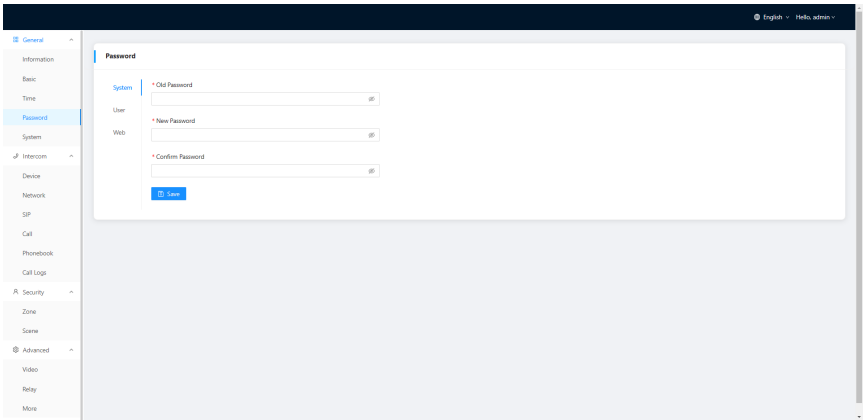 English
Hello, admin
General
Information
Basic
Time
Password
System
Intercom
Device
Network
SIP
Call
Phonebook
Call Logs
Security
Zone
Scene
Advanced
Video
Relay
More
Password
System
User
Web
* Old Password
* New Password
* Confirm Password
Save